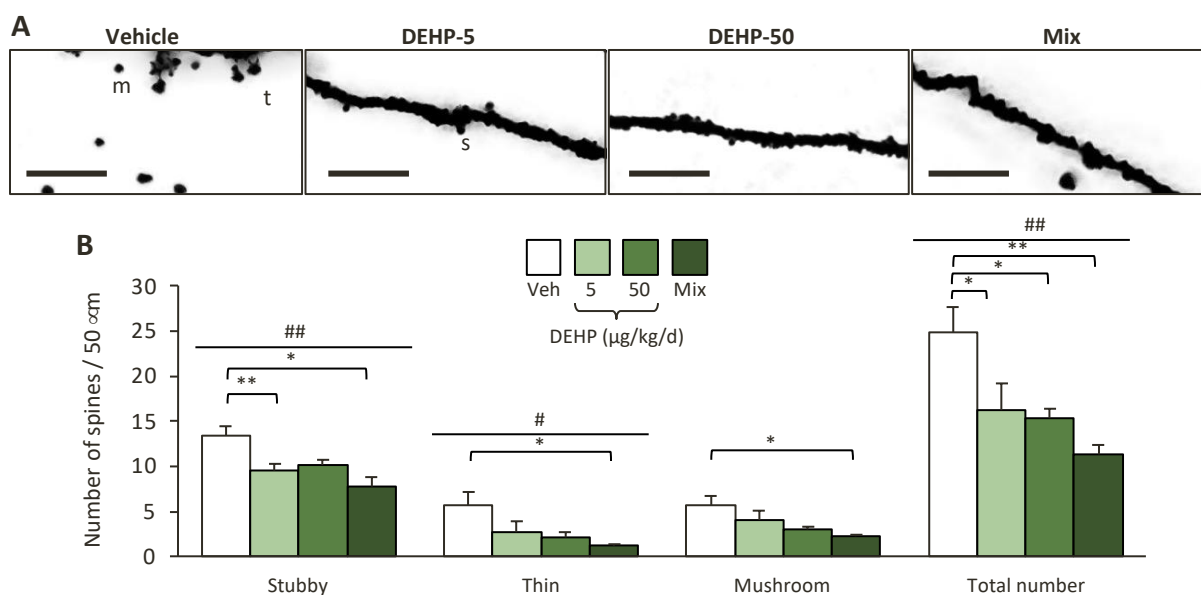 A
Vehicle
DEHP-5
DEHP-50
Mix
m
t
s
B
Veh
5
50
Mix
DEHP (μg/kg/d)
Number of spines / 50 ∝m
30
25
20
15
10
5
0
##
*
**
#
*
*
##
**
*
*
Stubby
Thin
Mushroom
Total number